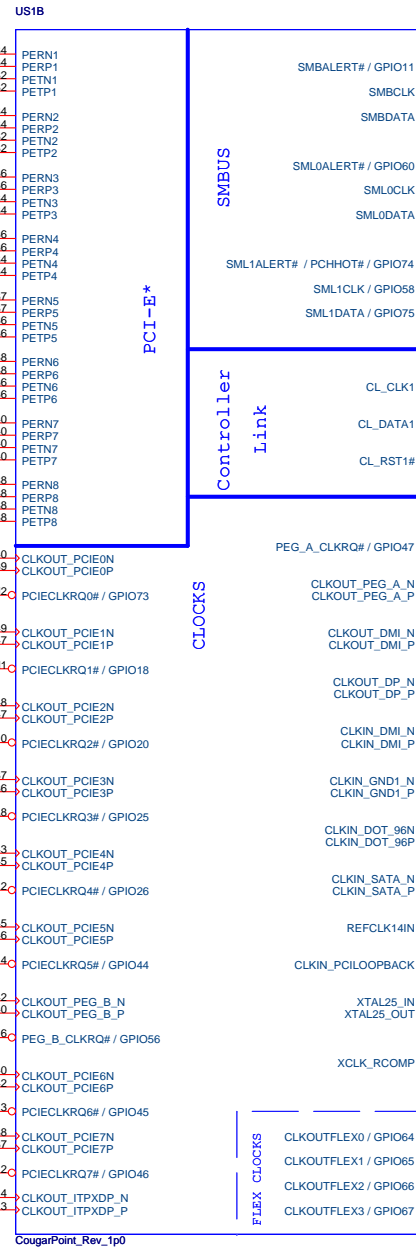 US1B
PERN1
PERP1
PETN1
PETP1
PERN2
PERP2
PETN2
PETP2
PERN3
PERP3
PETN3
PETP3
PERN4
PERP4
PETN4
PETP4
PERN5
PERP5
PETN5
PETP5
PERN6
PERP6
PETN6
PETP6
PERN7
PERP7
PETN7
PETP7
PERN8
PERP8
PETN8
PETP8
PCI-E*
SMBUS
SMBALERT# / GPIO11
SMBCLK
SMBDATA
SML0ALERT# / GPIO60
SML0CLK
SML0DATA
SML1ALERT# / PCHHOT# / GPIO74
SML1CLK / GPIO58
SML1DATA / GPIO75
Controller
Link
CL_CLK1
CL_DATA1
CL_RST1#
CLOCKS
CLKOUT_PCIE0N
CLKOUT_PCIE0P
PCIECLKRQ0# / GPIO73
CLKOUT_PCIE1N
CLKOUT_PCIE1P
PCIECLKRQ1# / GPIO18
CLKOUT_PCIE2N
CLKOUT_PCIE2P
PCIECLKRQ2# / GPIO20
CLKOUT_PCIE3N
CLKOUT_PCIE3P
PCIECLKRQ3# / GPIO25
CLKOUT_PCIE4N
CLKOUT_PCIE4P
PCIECLKRQ4# / GPIO26
CLKOUT_PCIE5N
CLKOUT_PCIE5P
PCIECLKRQ5# / GPIO44
CLKOUT_PEG_B_N
CLKOUT_PEG_B_P
PEG_B_CLKRQ# / GPIO56
CLKOUT_PCIE6N
CLKOUT_PCIE6P
PCIECLKRQ6# / GPIO45
CLKOUT_PCIE7N
CLKOUT_PCIE7P
PCIECLKRQ7# / GPIO46
CLKOUT_ITPXDP_N
CLKOUT_ITPXDP_P
PEG_A_CLKRQ# / GPIO47
CLKOUT_PEG_A_N
CLKOUT_PEG_A_P
CLKOUT_DMI_N
CLKOUT_DMI_P
CLKOUT_DP_N
CLKOUT_DP_P
CLKIN_DMI_N
CLKIN_DMI_P
CLKIN_GND1_N
CLKIN_GND1_P
CLKIN_DOT_96N
CLKIN_DOT_96P
CLKIN_SATA_N
CLKIN_SATA_P
REFCLK14IN
CLKIN_PCILOOPBACK
XTAL25_IN
XTAL25_OUT
XCLK_RCOMP
FLEX CLOCKS
CLKOUTFLEX0 / GPIO64
CLKOUTFLEX1 / GPIO65
CLKOUTFLEX2 / GPIO66
CLKOUTFLEX3 / GPIO67
CougarPoint_Rev_1p0